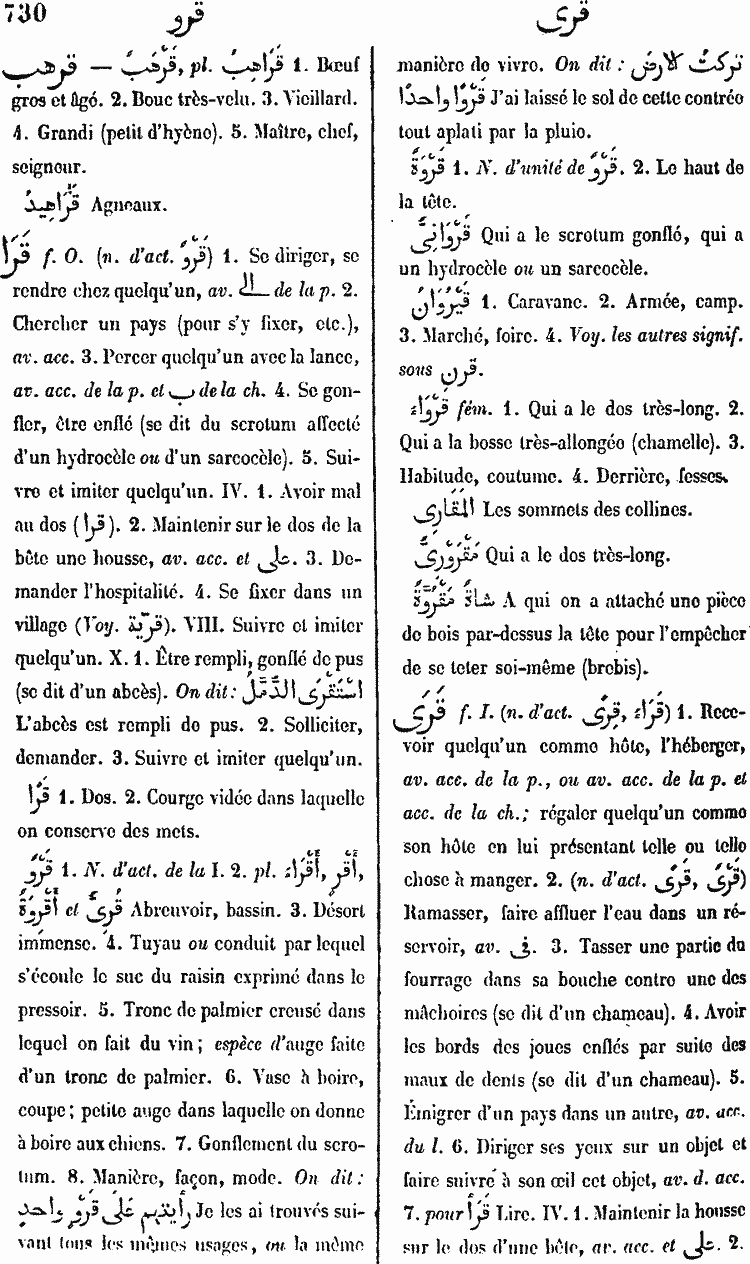 730 قرو قرى
قرهب — قَرْهَبٌ, pl. قَرَاهِبُ 1. Bœuf
gros et âgé. 2. Bouc très-velu. 3. Vieillard.
4. Grandi (petit d'hyène). 5. Maître, chef,
seigneur.
قَرَاهِيدُ Agneaux.
قَرَا f. O. (n. d'act. قَرْوٌ) 1. Se diriger, se
rendre chez quelqu'un, av. الـ de la p. 2.
Chercher un pays (pour s'y fixer, etc.),
av. acc. 3. Percer quelqu'un avec la lance,
av. acc. de la p. et ب de la ch. 4. Se gon-
fler, être enflé (se dit du scrotum affecté
d'un hydrocèle ou d'un sarcocèle). 5. Sui-
vre et imiter quelqu'un. IV. 1. Avoir mal
au dos (قرا). 2. Maintenir sur le dos de la
bête une housse, av. acc. et على. 3. De-
mander l'hospitalité. 4. Se fixer dans un
village (Voy. قريّة). VIII. Suivre et imiter
quelqu'un. X. 1. Être rempli, gonflé de pus
(se dit d'un abcès). On dit: اسْتَقْرَى الدُّمَّلُ
L'abcès est rempli de pus. 2. Solliciter,
demander. 3. Suivre et imiter quelqu'un.
قَرًا 1. Dos. 2. Courge vidée dans laquelle
on conserve des mets.
قَرْوٌ 1. N. d'act. de la I. 2. pl. أَقْرَاءٌ, أَقْرٍ,
أَقْرُوَةٌ et قُرِىٌّ Abreuvoir, bassin. 3. Désert
immense. 4. Tuyau ou conduit par lequel
s'écoule le suc du raisin exprimé dans le
pressoir. 5. Tronc de palmier creusé dans
lequel on fait du vin; espèce d'auge faite
d'un tronc de palmier. 6. Vase à boire,
coupe; petite auge dans laquelle on donne
à boire aux chiens. 7. Gonflement du scro-
tum. 8. Manière, façon, mode. On dit:
رأيتهم عَلَى قَرْوٍ واحدٍ Je les ai trouvés sui-
vant tous les mêmes usages, ou la même
manière de vivre. On dit: تركتُ الارضَ
قَرْوًا واحدًا J'ai laissé le sol de cette contrée
tout aplati par la pluie.
قَرْوَةٌ 1. N. d'unité de قَرْوٌ. 2. Le haut de
la tête.
قَرْوَانِىٌّ Qui a le scrotum gonflé, qui a
un hydrocèle ou un sarcocèle.
قَيْرُوَانٌ 1. Caravane. 2. Armée, camp.
3. Marché, foire. 4. Voy. les autres signif.
sous قرن.
قَرْوَاءُ fém. 1. Qui a le dos très-long. 2.
Qui a la bosse très-allongée (chamelle). 3.
Habitude, coutume. 4. Derrière, fesses.
المَقَارِى Les sommets des collines.
مَقْرَوْرًى Qui a le dos très-long.
شاةٌ مَقْرُوَّةٌ A qui on a attaché une pièce
de bois par-dessus la tête pour l'empêcher
de se teter soi-même (brebis).
قَرَى f. I. (n. d'act. قِرًى, قَرَاءٌ) 1. Rece-
voir quelqu'un comme hôte, l'héberger,
av. acc. de la p., ou av. acc. de la p. et
acc. de la ch.; régaler quelqu'un comme
son hôte en lui présentant telle ou telle
chose à manger. 2. (n. d'act. قَرْىٌ, قِرًى)
Ramasser, faire affluer l'eau dans un ré-
servoir, av. فى. 3. Tasser une partie du
fourrage dans sa bouche contre une des
mâchoires (se dit d'un chameau). 4. Avoir
les bords des joues enflés par suite des
maux de dents (se dit d'un chameau). 5.
Émigrer d'un pays dans un autre, av. acc.
du l. 6. Diriger ses yeux sur un objet et
faire suivre à son œil cet objet, av. d. acc.
7. pour قَرَأَ Lire. IV. 1. Maintenir la housse
sur le dos d'une bête, av. acc. et على. 2.